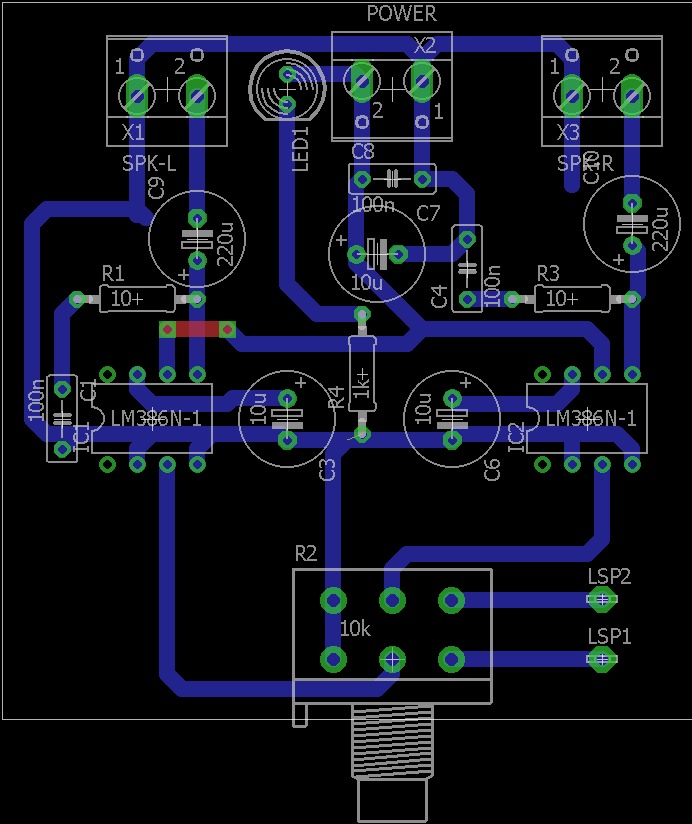 POWER
X2
1
2
2
1
1
2
X1
X3
SPK-L
LED1
C8
SPK-R
C10
C9
100n
C7
220u
220u
+
+
+
10u
C4
100n
R1
10+
R3
10+
R4
1k+
100n
C1
IC1
LM386N-1
10u
+
C3
10u
+
C6
IC2
LM386N-1
R2
10k
LSP2
LSP1